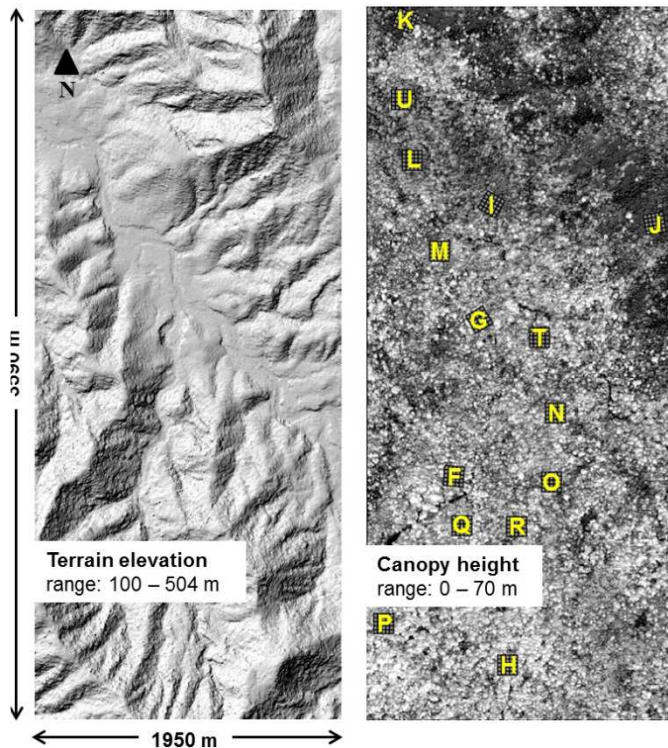 N
Terrain elevation
range: 100 – 504 m
1950 m
K
U
L
I
J
M
G
T
N
F
O
Q
R
Canopy height
range: 0 – 70 m
P
H